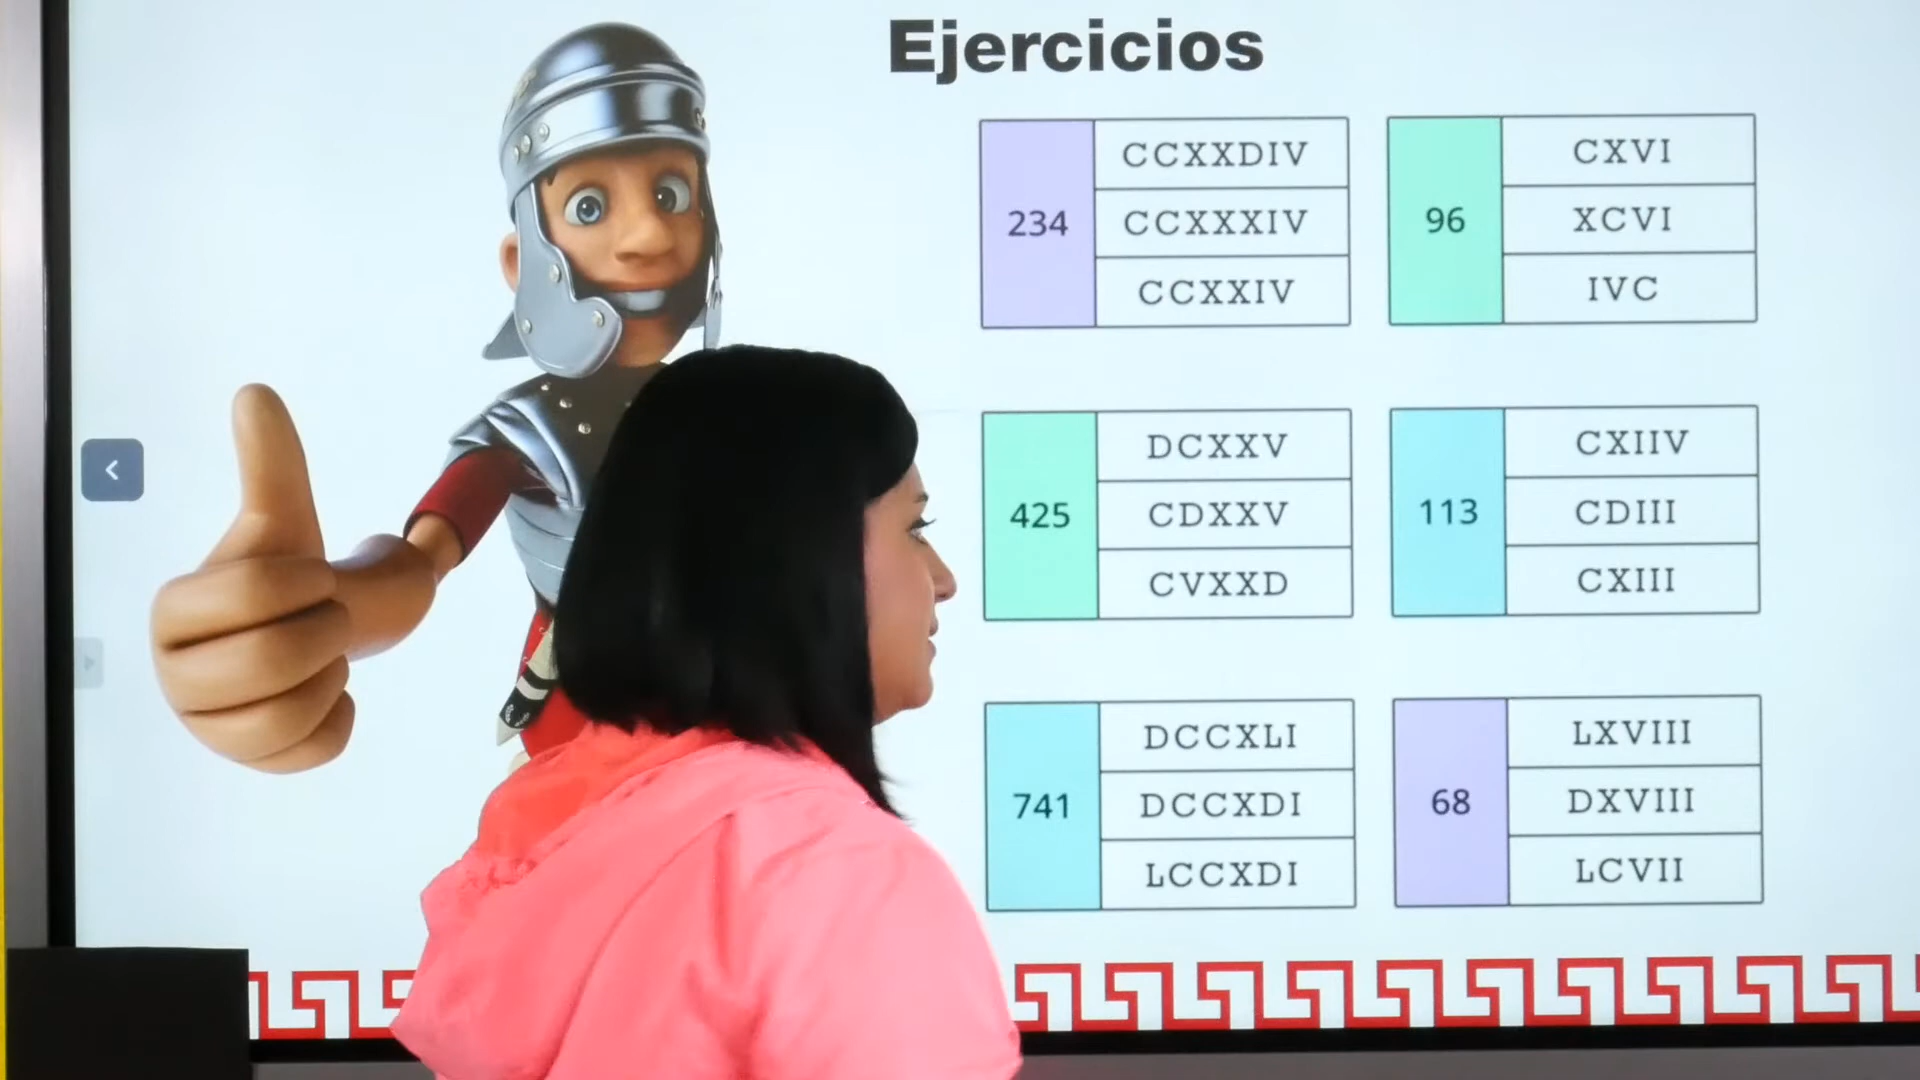 Ejercicios
234
CCXXDIV
CCXXXIV
CCXXIV
96
CXVI
XCVI
IVC
425
DCXXV
CDXXV
CVXXD
113
CXIIV
CDIII
CXIII
741
DCCXLI
DCCXDI
LCCXDI
68
LXVIII
DXVIII
LCVII